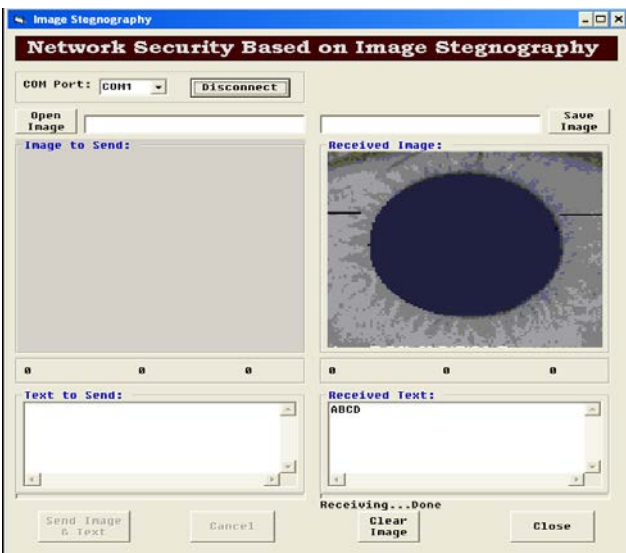 Image Stegnography
Network Security Based on Image Stegnography
COM Port: COM1 Disconnect
Open Image
Save Image
Image to Send:
Received Image:
0 0 0
0 0 0
Text to Send:
Received Text:
ABCD
Receiving...Done
Send Image & Text
Cancel
Clear Image
Close